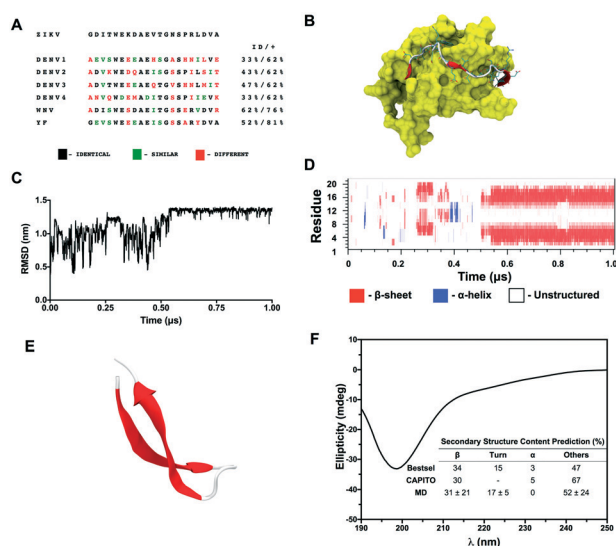 A
ZIKV GDITWEKDAEVTGNSPRLDVA
ID/+
DENV1 AEVSWEEEAEHSGASHNILVE 33%/62%
DENV2 ADVKWEDQAEISGSSPILSIT 43%/62%
DENV3 ADVTWEEEAEQTGVSHNLMIT 47%/62%
DENV4 ANVQWDEMADITGSSPIIEVK 33%/62%
WNV ADISWESDAEITGSSERVDVR 62%/76%
YF GEVSWEEEAEISGSSARYDVA 52%/81%
- IDENTICAL - SIMILAR - DIFFERENT
B
C
RMSD (nm)
1.5
1.0
0.5
0.0
0.00 0.25 0.50 0.75 1.00
Time (µs)
D
Residue
20
16
12
8
4
1
0 0.2 0.4 0.6 0.8 1.0
Time (µs)
- β-sheet - α-helix - Unstructured
E
F
Ellipticity (mdeg)
10
0
-10
-20
-30
-40
-50
190 200 210 220 230 240 250
λ (nm)
Secondary Structure Content Prediction (%)
β Turn α Others
Bestsel 34 15 3 47
CAPITO 30 - 5 67
MD 31 ± 21 17 ± 5 0 52 ± 24